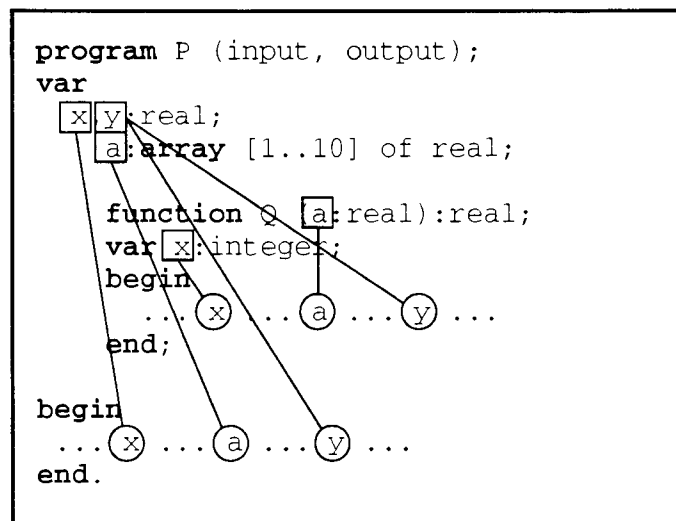 program P (input, output);
var
x,y:real;
a:array [1..10] of real;
function Q (a:real):real;
var x:integer;
begin
... x ... a ... y ...
end;
begin
... x ... a ... y ...
end.